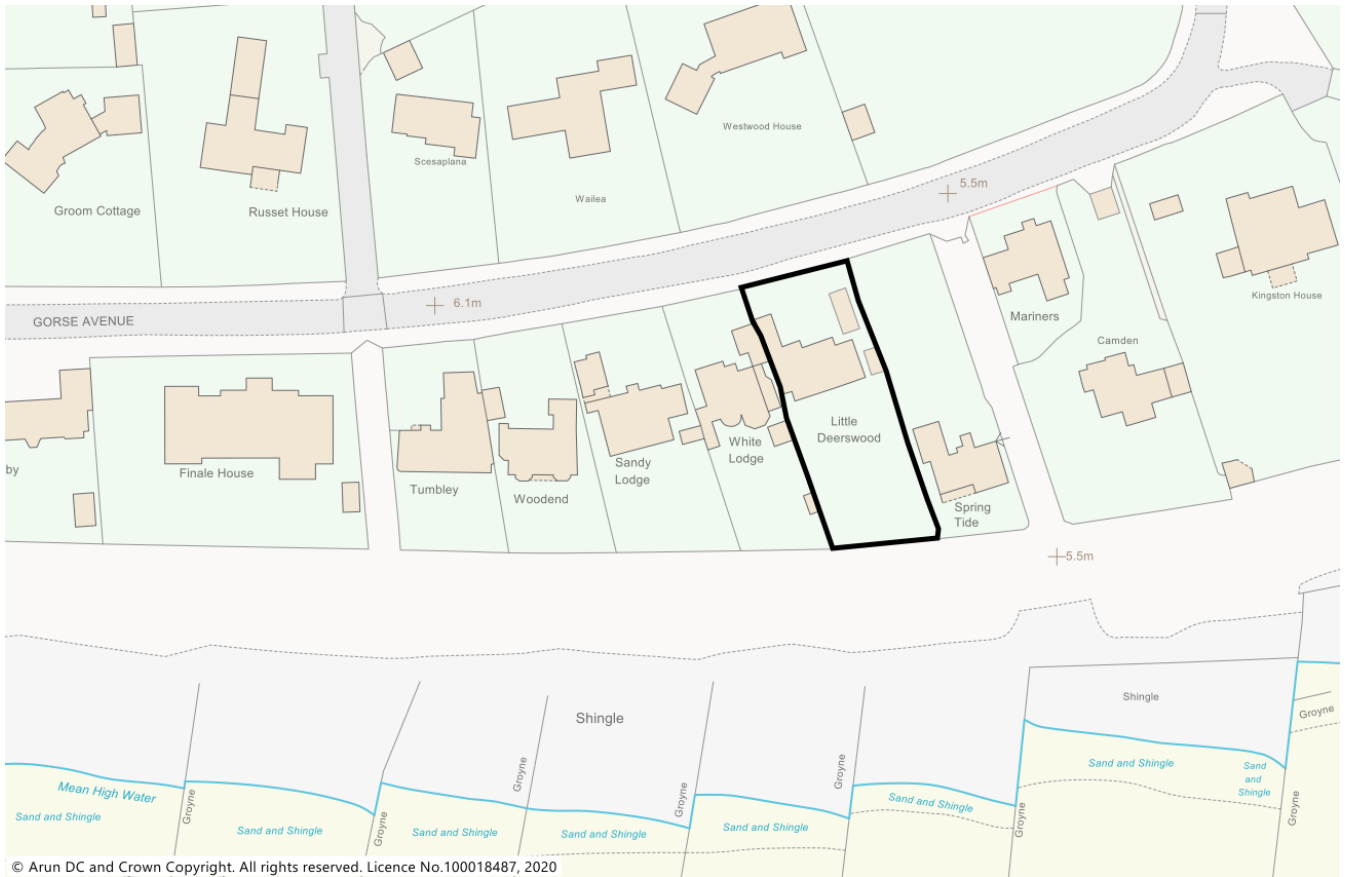 Westwood House
Scesaplana
5.5m
Wailea
Groom Cottage
Russet House
Kingston House
6.1m
Mariners
GORSE AVENUE
Camden
Little
Deerswood
White
Lodge
Sandy
Lodge
by
Finale House
Tumbley
Woodend
Spring
Tide
5.5m
Shingle
Groyne
Shingle
Sand and Shingle
Sand
and
Shingle
Groyne
Groyne
Groyne
Mean High Water
Groyne
Sand and Shingle
Groyne
Groyne
Groyne
Sand and Shingle
Sand and Shingle
Sand and Shingle
Sand and Shingle
Sand and Shingle
© Arun DC and Crown Copyright. All rights reserved. Licence No.100018487, 2020